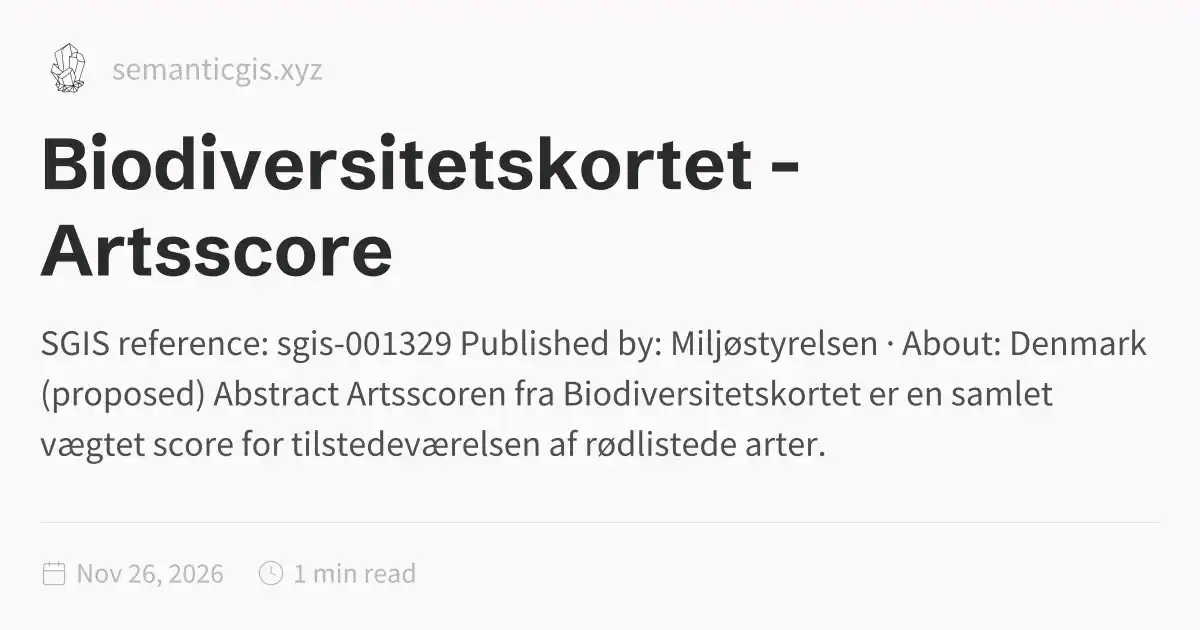 semanticgis.xyz
Biodiversitetskortet -
Artsscore
SGIS reference: sgis-001329 Published by: Miljøstyrelsen · About: Denmark
(proposed) Abstract Artsscoren fra Biodiversitetskortet er en samlet
vægtet score for tilstedeværelsen af rødlistede arter.
Nov 26, 2026 1 min read